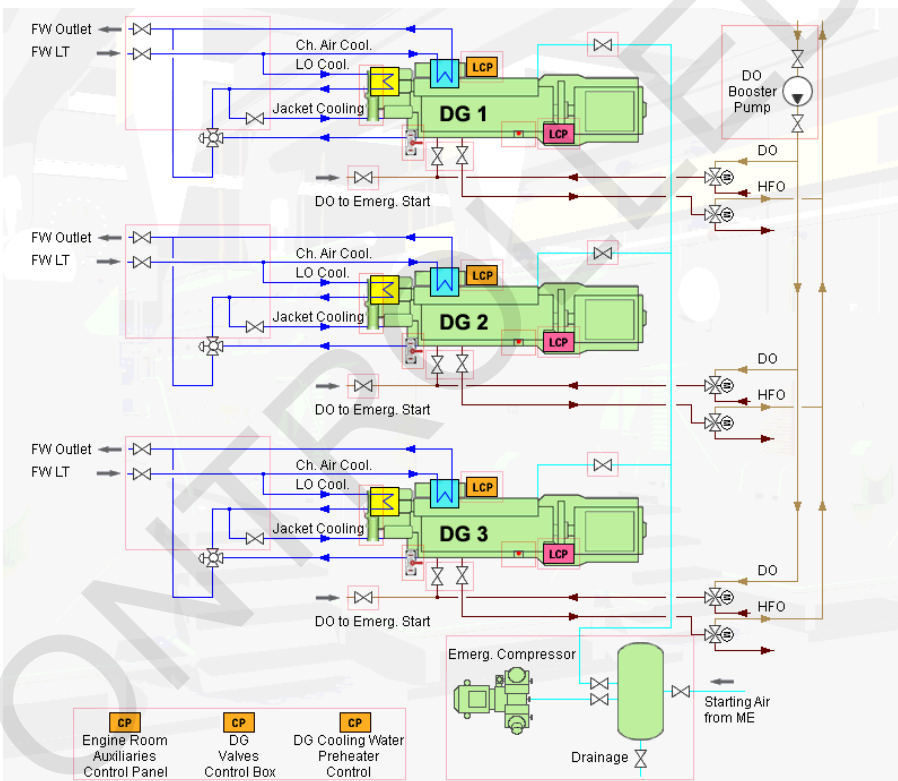 FW Outlet
FW LT
Ch. Air Cool.
LO Cool.
Jacket Cooling
LCP
DG 1
LCP
DO to Emerg. Start
DO
Booster
Pump
DO
HFO
FW Outlet
FW LT
Ch. Air Cool.
LO Cool.
Jacket Cooling
LCP
DG 2
LCP
DO to Emerg. Start
DO
HFO
FW Outlet
FW LT
Ch. Air Cool.
LO Cool.
Jacket Cooling
LCP
DG 3
LCP
DO to Emerg. Start
DO
HFO
Emerg. Compressor
Starting Air
from ME
Drainage
CP
Engine Room
Auxiliaries
Control Panel
CP
DG
Valves
Control Box
CP
DG Cooling Water
Preheater
Control
ONTROLLED